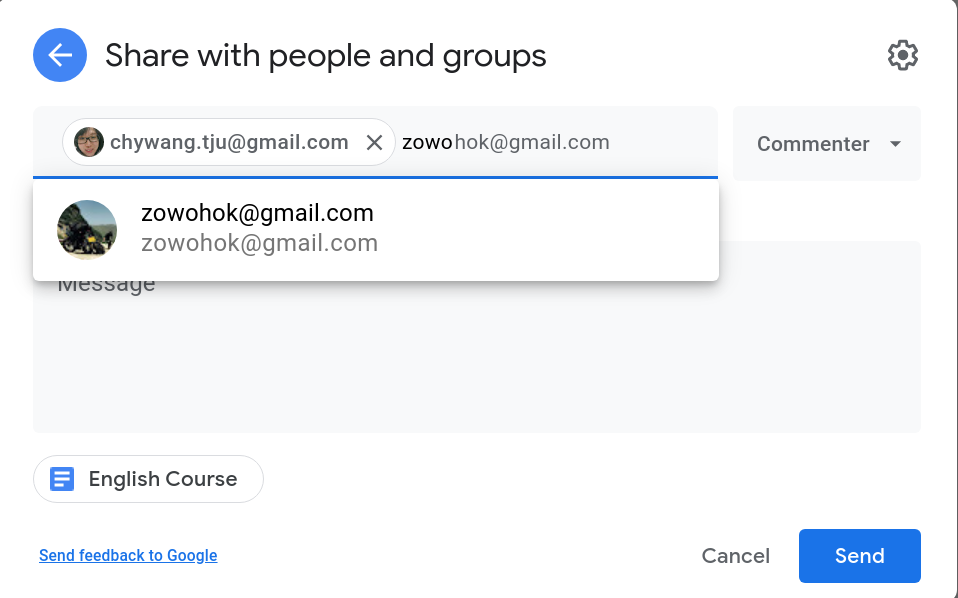 Share with people and groups
chywang.tju@gmail.com zowohok@gmail.com
Commenter
zowohok@gmail.com
zowohok@gmail.com
Message
English Course
Send feedback to Google
Cancel
Send